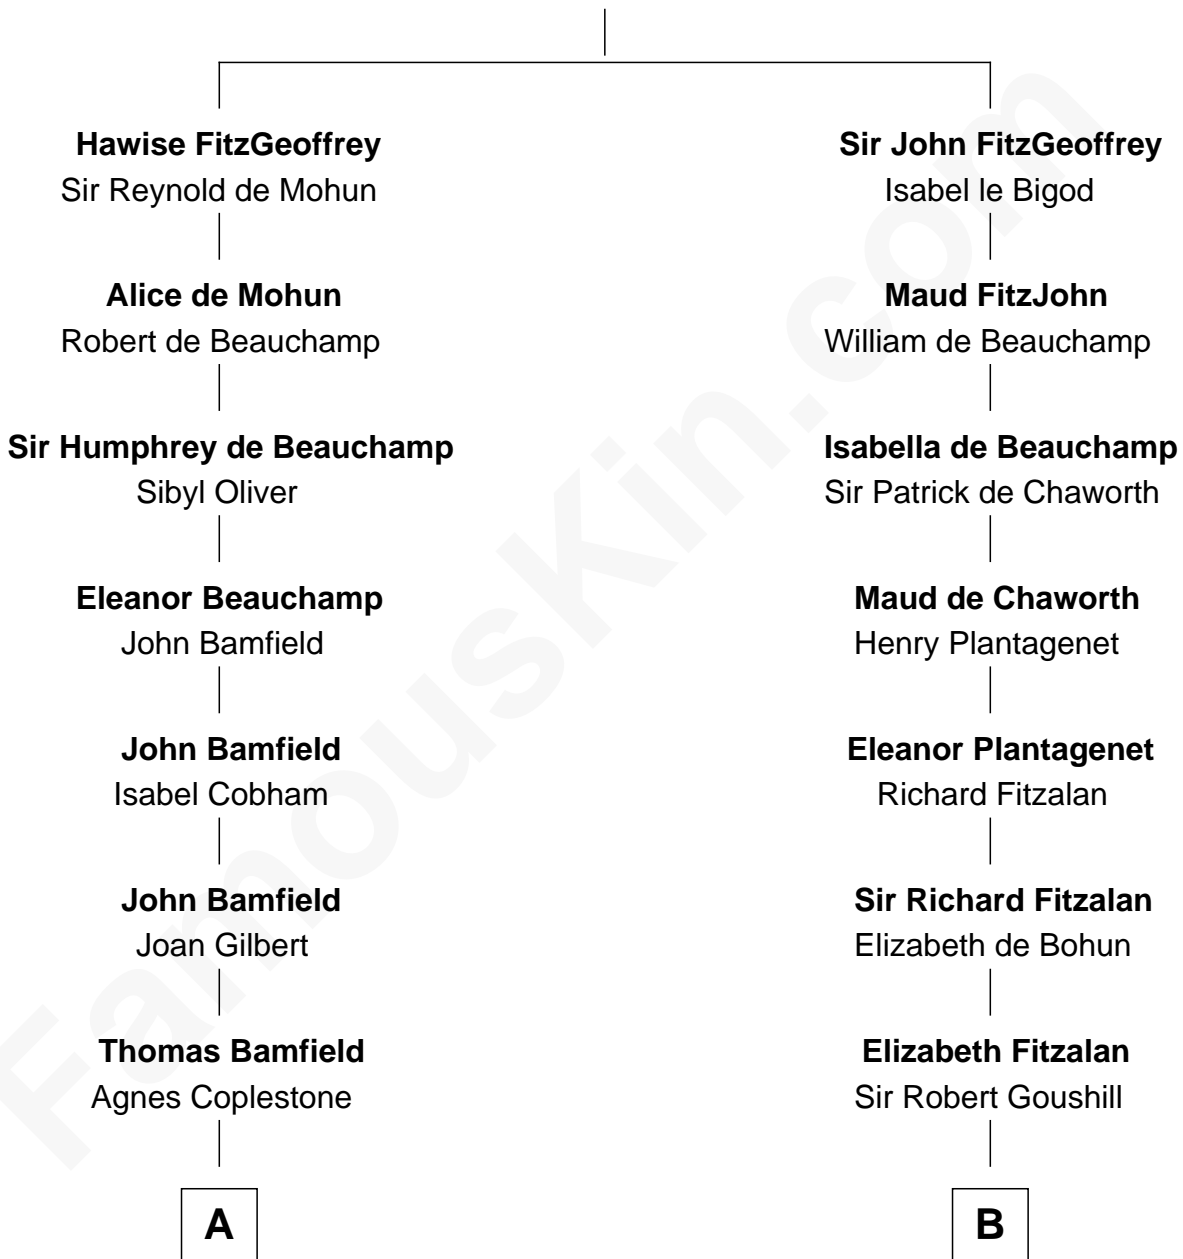 Hawise FitzGeoffrey
Sir Reynold de Mohun
Alice de Mohun
Robert de Beauchamp
Sir Humphrey de Beauchamp
Sibyl Oliver
Eleanor Beauchamp
John Bamfield
John Bamfield
Isabel Cobham
John Bamfield
Joan Gilbert
Thomas Bamfield
Agnes Coplestone
A
Sir John FitzGeoffrey
Isabel le Bigod
Maud FitzJohn
William de Beauchamp
Isabella de Beauchamp
Sir Patrick de Chaworth
Maud de Chaworth
Henry Plantagenet
Eleanor Plantagenet
Richard Fitzalan
Sir Richard Fitzalan
Elizabeth de Bohun
Elizabeth Fitzalan
Sir Robert Goushill
B
FamousKin.com